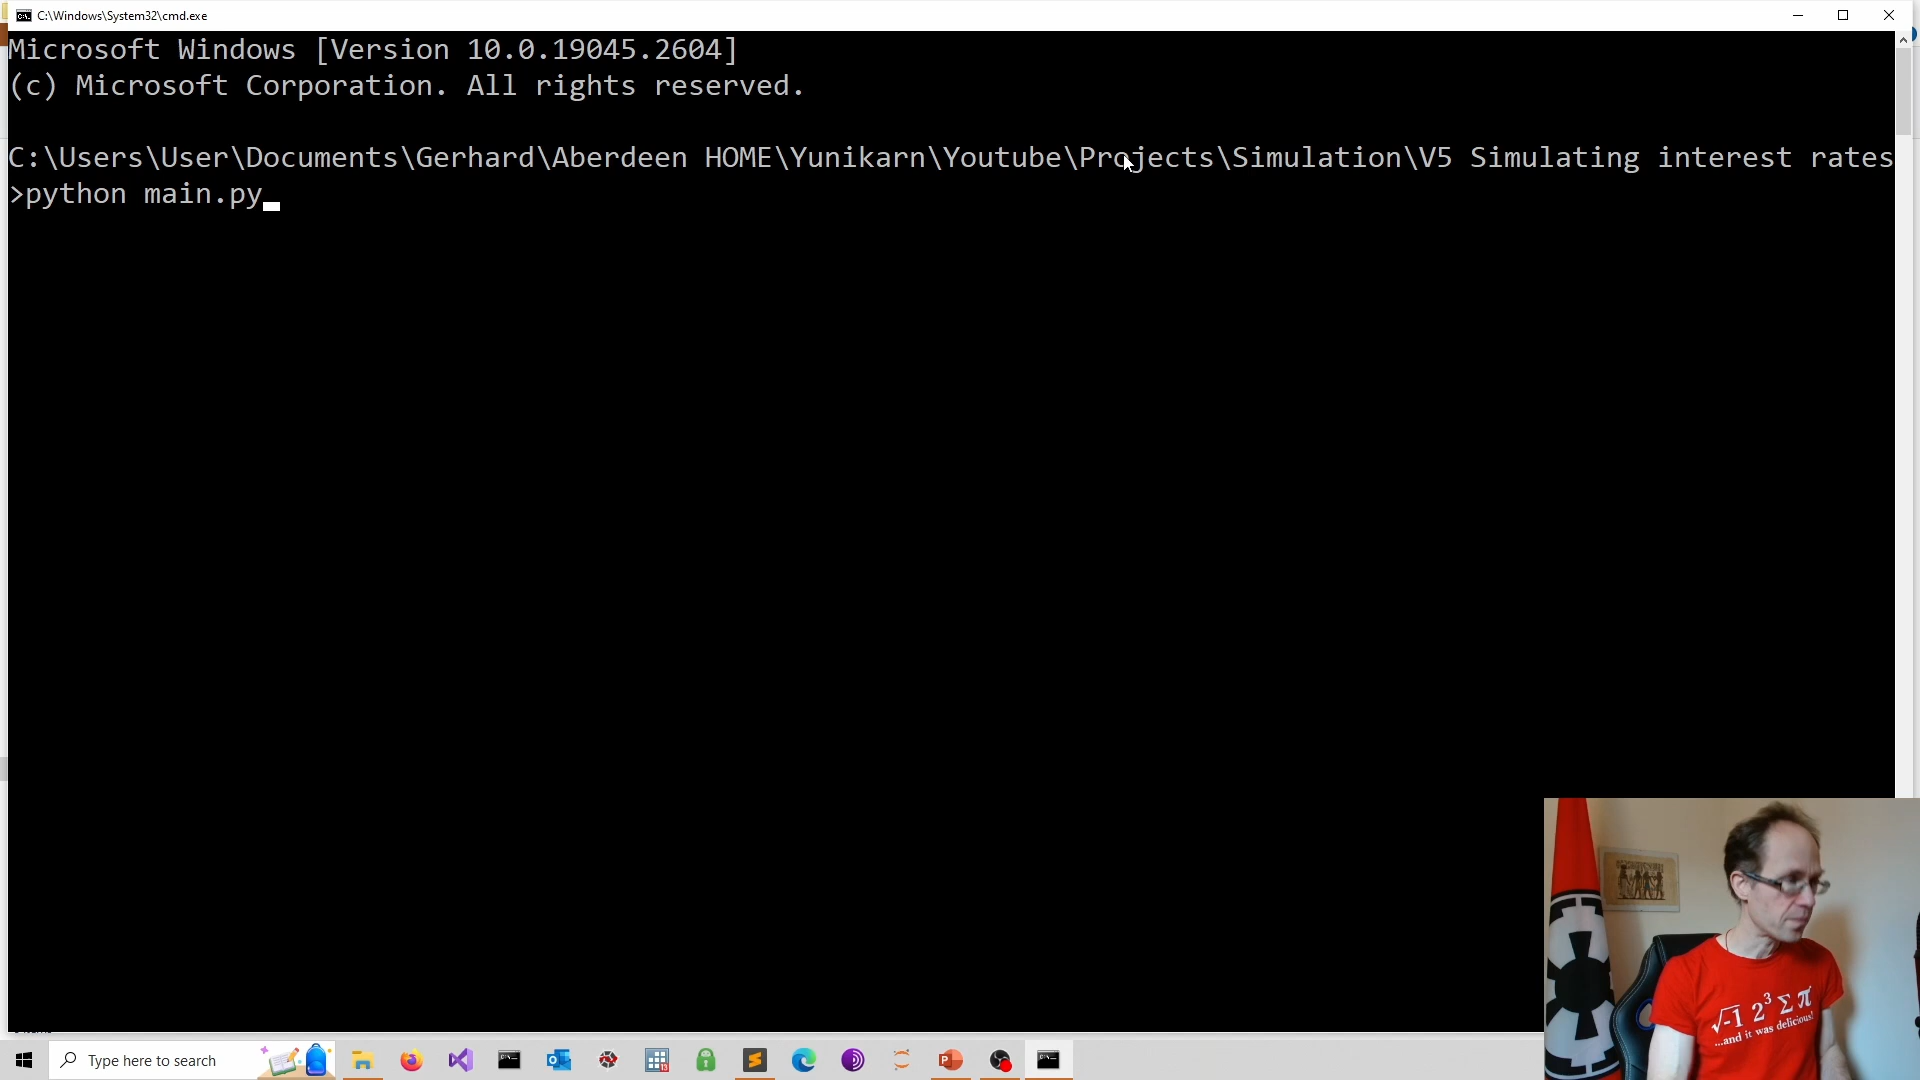 C:\Windows\System32\cmd.exe
Microsoft Windows [Version 10.0.19045.2604]
(c) Microsoft Corporation. All rights reserved.
C:\Users\User\Documents\Gerhard\Aberdeen HOME\Yunikarn\Youtube\Projects\Simulation\V5 Simulating interest rates
>python main.py
√-1 2³ Σ π
...and it was delicious!
Type here to search